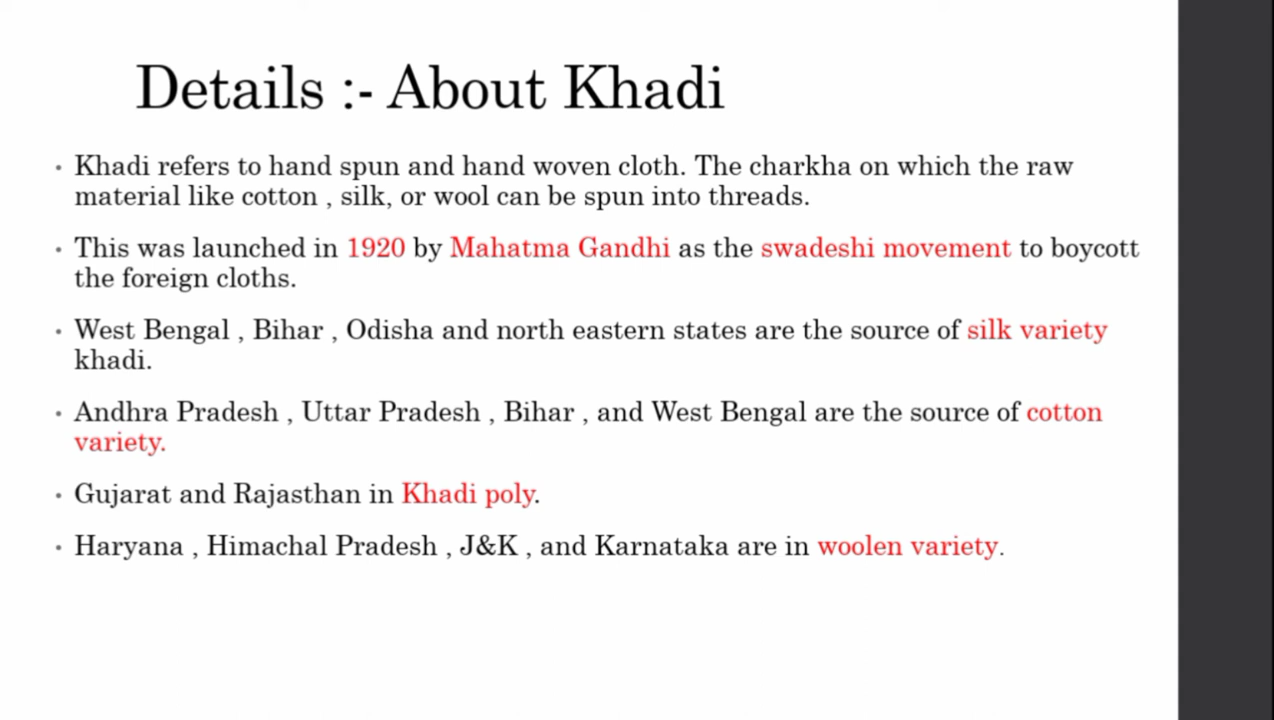 Details :- About Khadi
• Khadi refers to hand spun and hand woven cloth. The charkha on which the raw
material like cotton , silk, or wool can be spun into threads.
• This was launched in 1920 by Mahatma Gandhi as the swadeshi movement to boycott
the foreign cloths.
• West Bengal , Bihar , Odisha and north eastern states are the source of silk variety
khadi.
• Andhra Pradesh , Uttar Pradesh , Bihar , and West Bengal are the source of cotton
variety.
• Gujarat and Rajasthan in Khadi poly.
• Haryana , Himachal Pradesh , J&K , and Karnataka are in woolen variety.